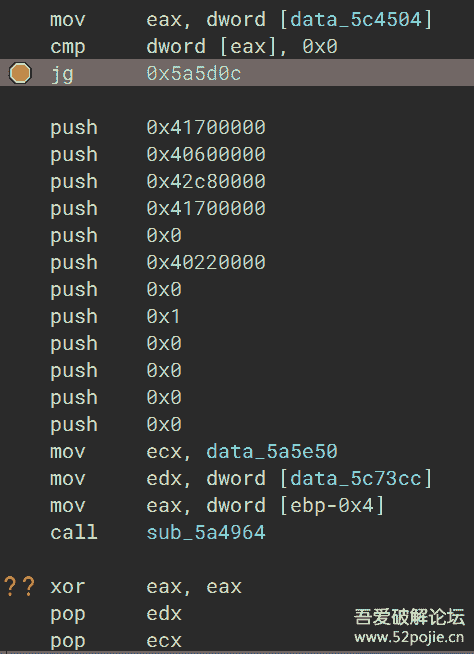 mov eax, dword [data_5c4504]
cmp dword [eax], 0x0
jg 0x5a5d0c
push 0x41700000
push 0x40600000
push 0x42c80000
push 0x41700000
push 0x0
push 0x40220000
push 0x0
push 0x1
push 0x0
push 0x0
push 0x0
push 0x0
mov ecx, data_5a5e50
mov edx, dword [data_5c73cc]
mov eax, dword [ebp-0x4]
call sub_5a4964
?? xor eax, eax
pop edx
pop ecx
吾爱破解论坛
www.52pojie.cn